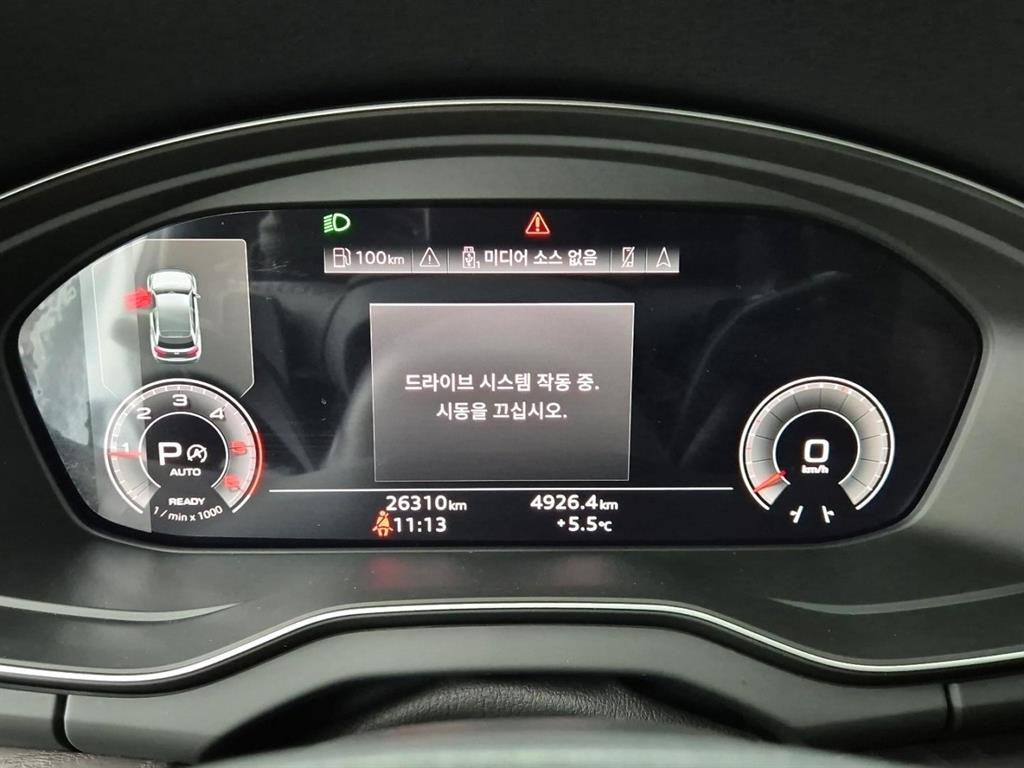 100km
1 미디어 소스 없음
드라이브 시스템 작동 중.
시동을 끄십시오.
1 2 3 4 5 6
P A
AUTO
READY
1 / min x 1000
0
km/h
26310km 4926.4km
11:13 +5.5°C